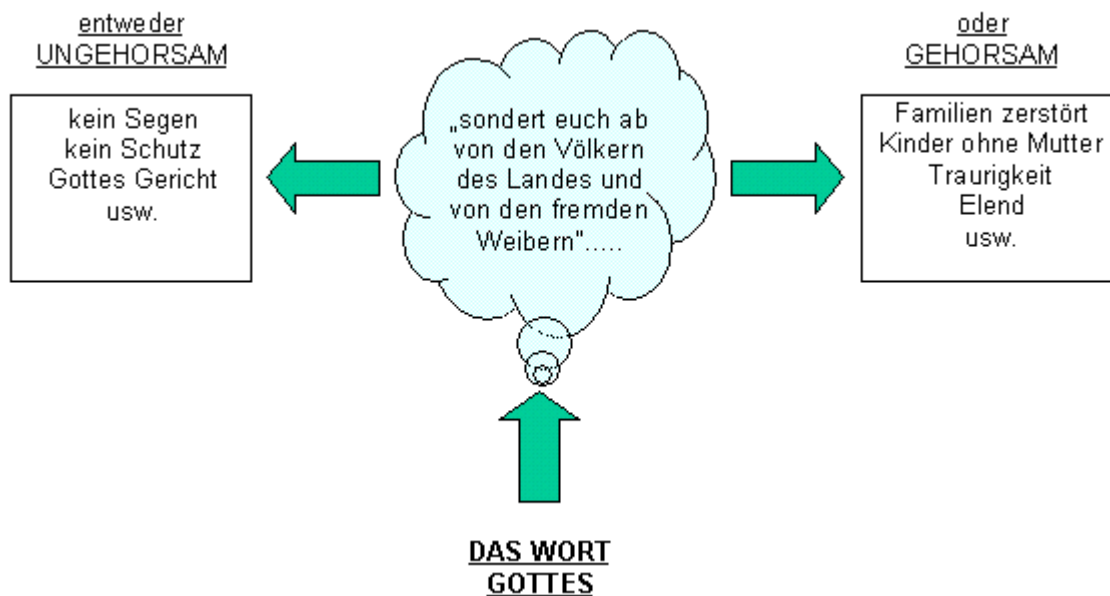 entweder
UNGEHORSAM
kein Segen
kein Schutz
Gottes Gericht
usw.
„sondert euch ab
von den Völkern
des Landes und
von den fremden
Weibern".....
oder
GEHORSAM
Familien zerstört
Kinder ohne Mutter
Traurigkeit
Elend
usw.
DAS WORT
GOTTES